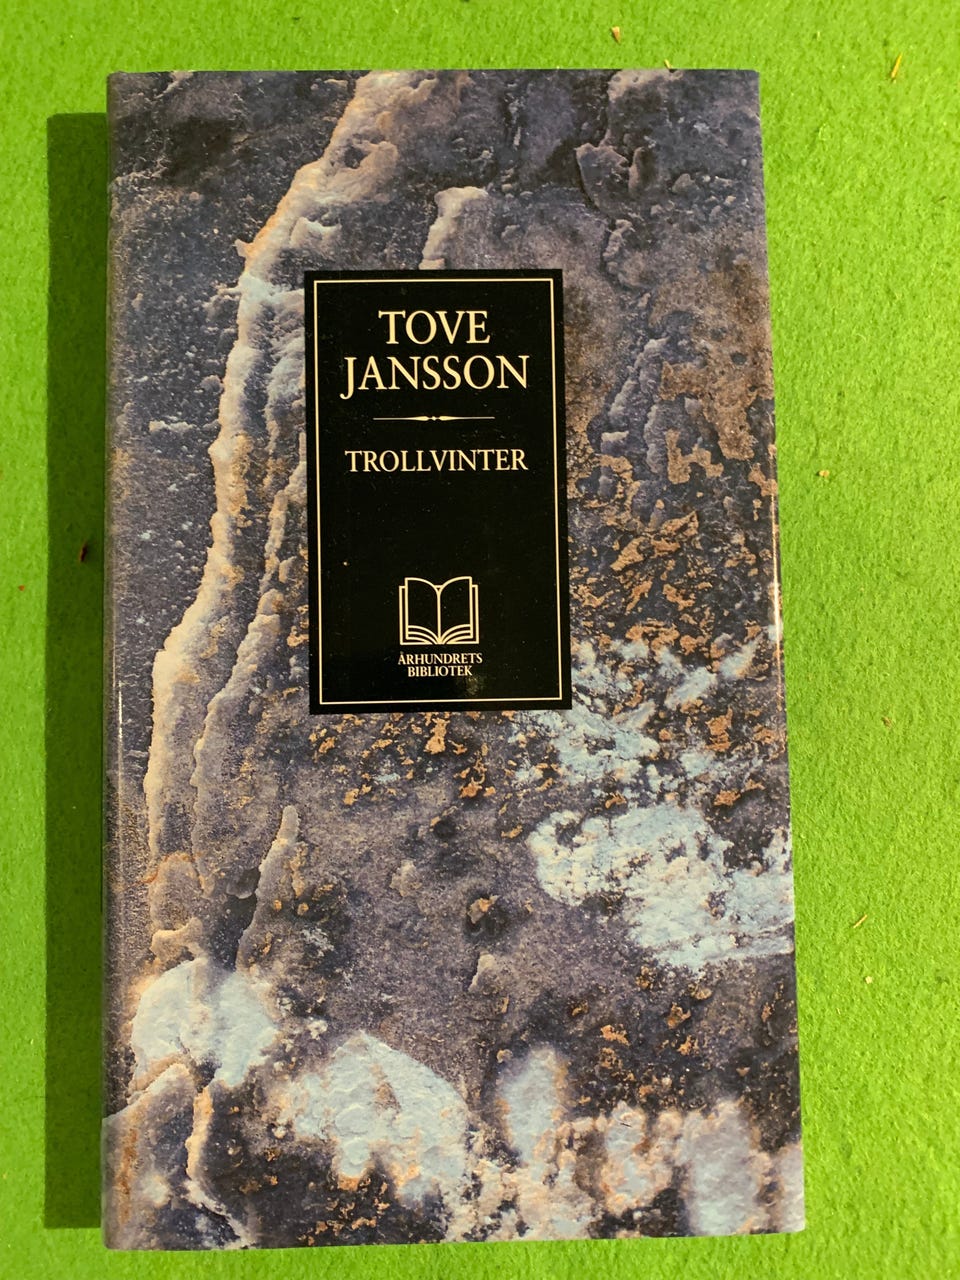 TOVE
JANSSON
TROLLVINTER
ÅRHUNDRETS
BIBLIOTEK